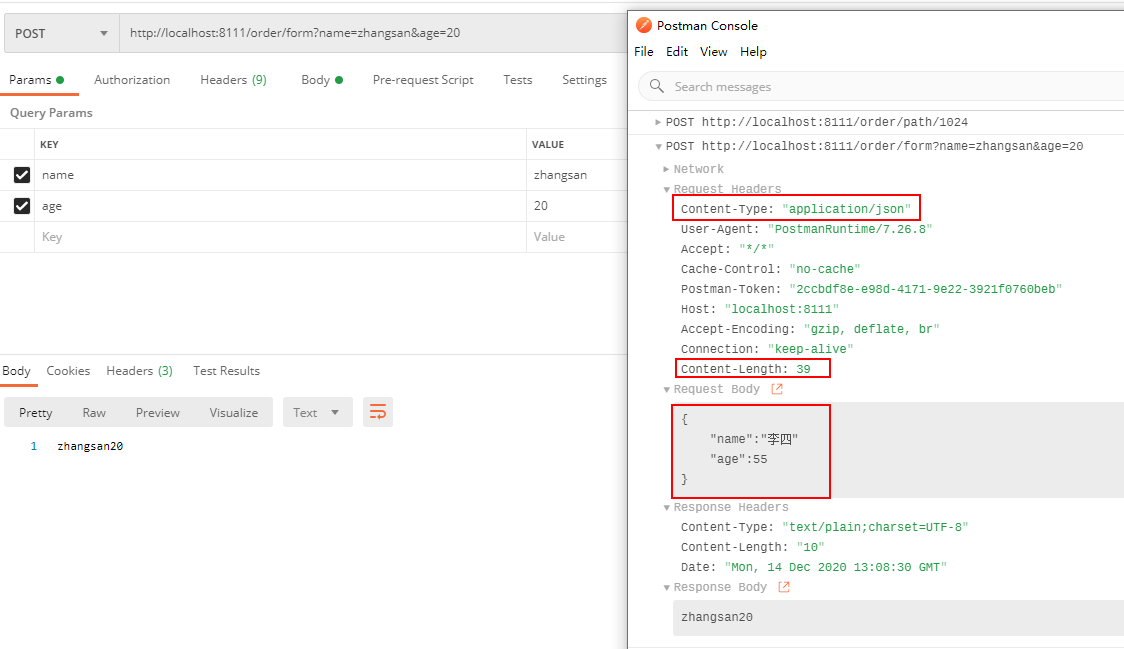 POST http://localhost:8111/order/form?name=zhangsan&age=20
Params Authorization Headers (9) Body Pre-request Script Tests Settings
Query Params
KEY VALUE
name zhangsan
age 20
Key Value
Body Cookies Headers (3) Test Results
Pretty Raw Preview Visualize Text
1 zhangsan20
Postman Console
File Edit View Help
Search messages
POST http://localhost:8111/order/path/1024
POST http://localhost:8111/order/form?name=zhangsan&age=20
Network
Request Headers
Content-Type: "application/json"
User-Agent: "PostmanRuntime/7.26.8"
Accept: "*/*"
Cache-Control: "no-cache"
Postman-Token: "2ccbdf8e-e98d-4171-9e22-3921f0760beb"
Host: "localhost:8111"
Accept-Encoding: "gzip, deflate, br"
Connection: "keep-alive"
Content-Length: 39
Request Body
{
"name":"李四"
"age":55
}
Response Headers
Content-Type: "text/plain;charset=UTF-8"
Content-Length: "10"
Date: "Mon, 14 Dec 2020 13:08:30 GMT"
Response Body
zhangsan20